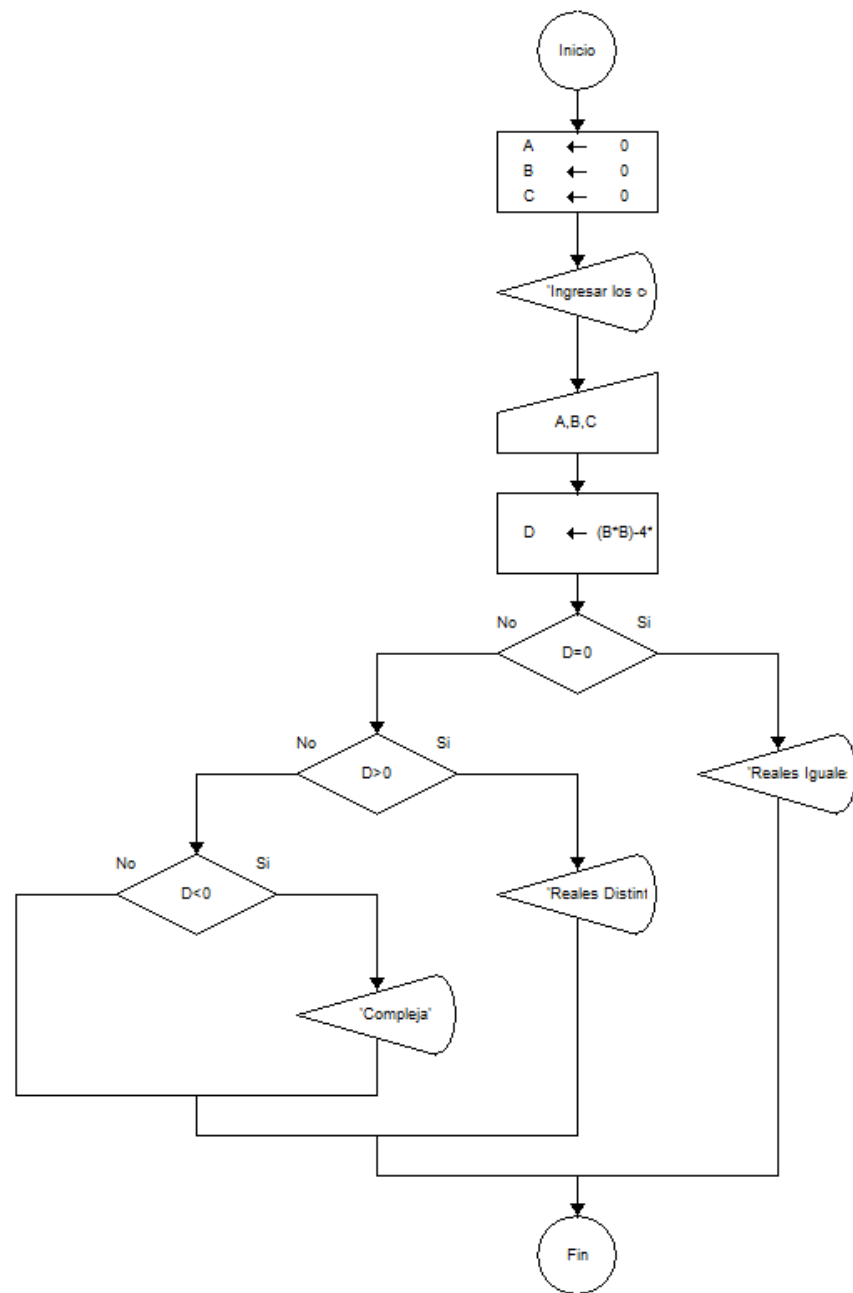 Inicio
A ← 0
B ← 0
C ← 0
'Ingresar los
A,B,C
D ← (B*B)-4*
No
Si
D=0
No
Si
D>0
'Reales Iguale
No
Si
D<0
'Reales Distin
'Compleja'
Fin